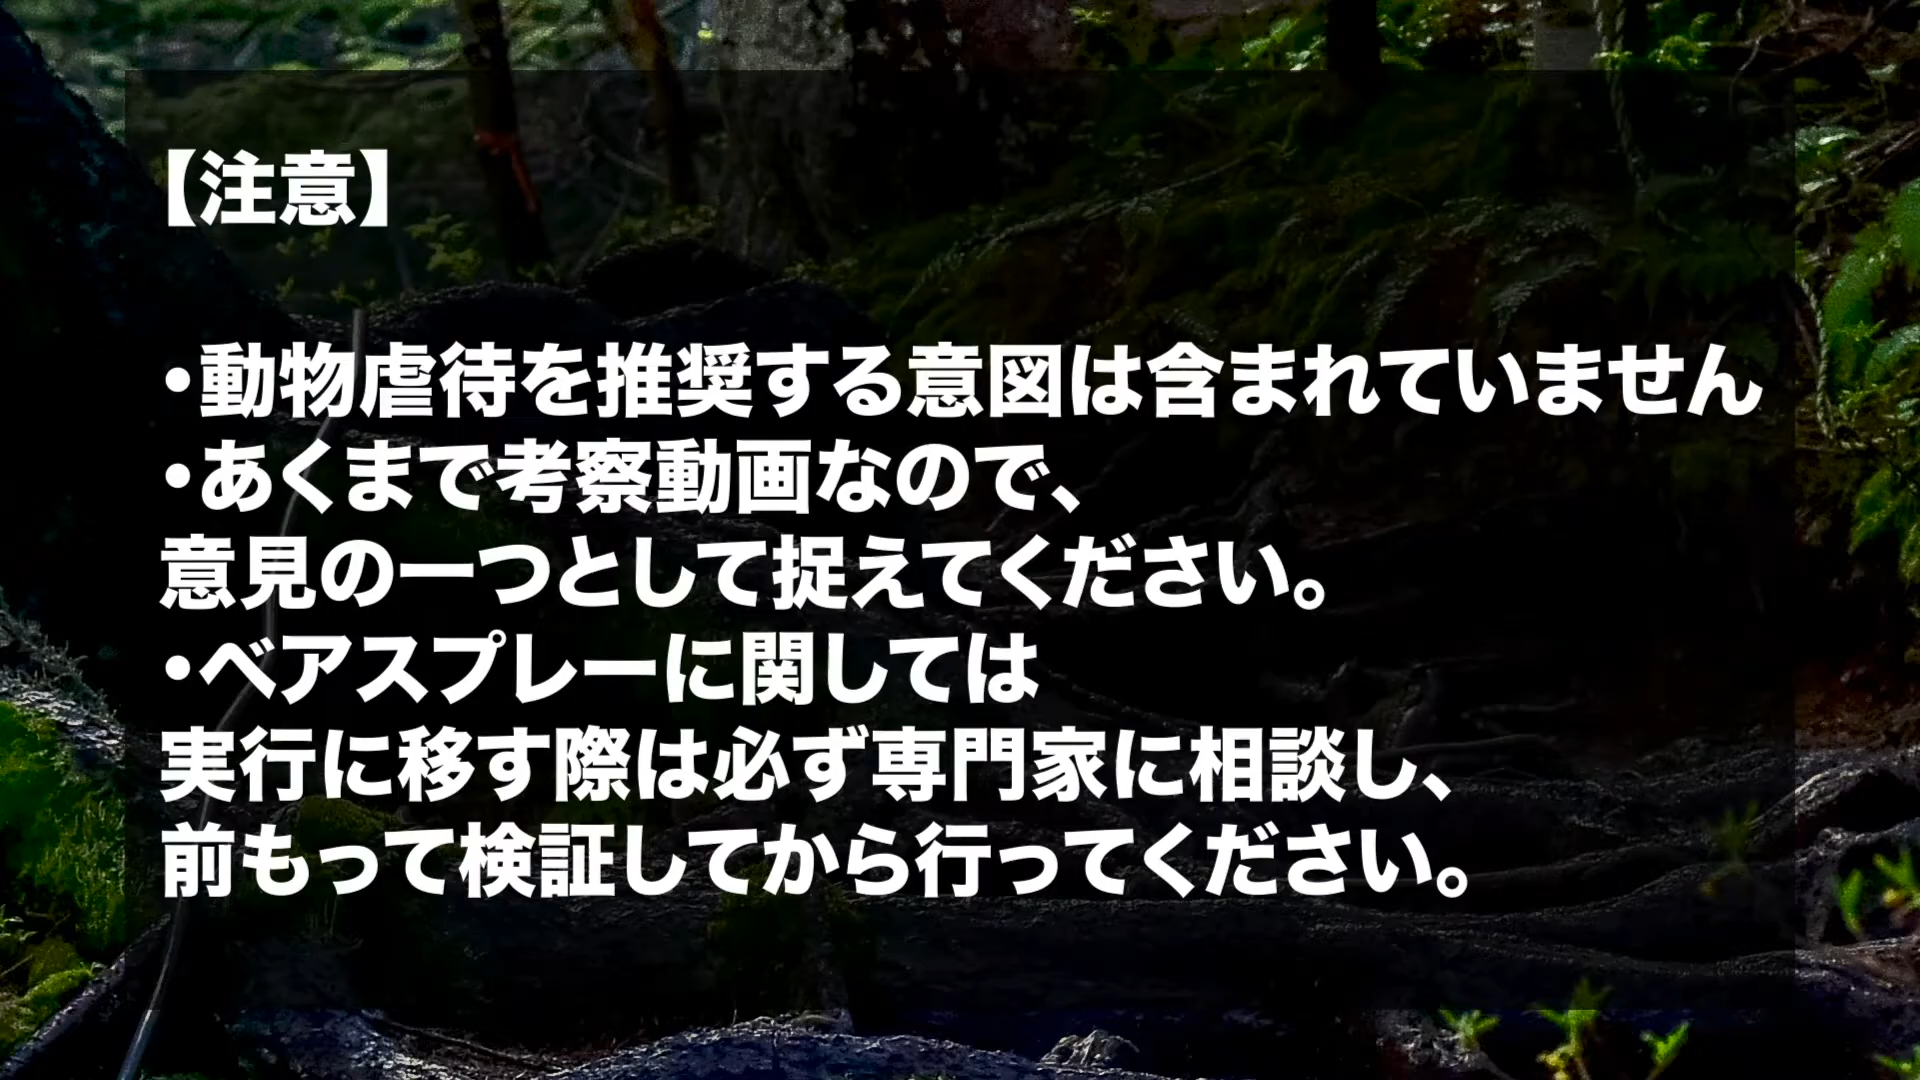 【注意】
・動物虐待を推奨する意図は含まれていません
・あくまで考察動画なので、
意見の一つとして捉えてください。
・ベアスプレーに関しては
実行に移す際は必ず専門家に相談し、
前もって検証してから行ってください。